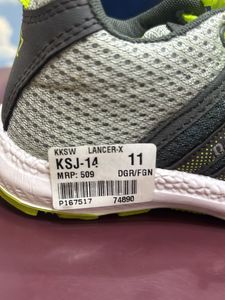 KKSW LANCER-X
KSJ-14 11
MRP: 509 DGR/FGN
P167517 74890